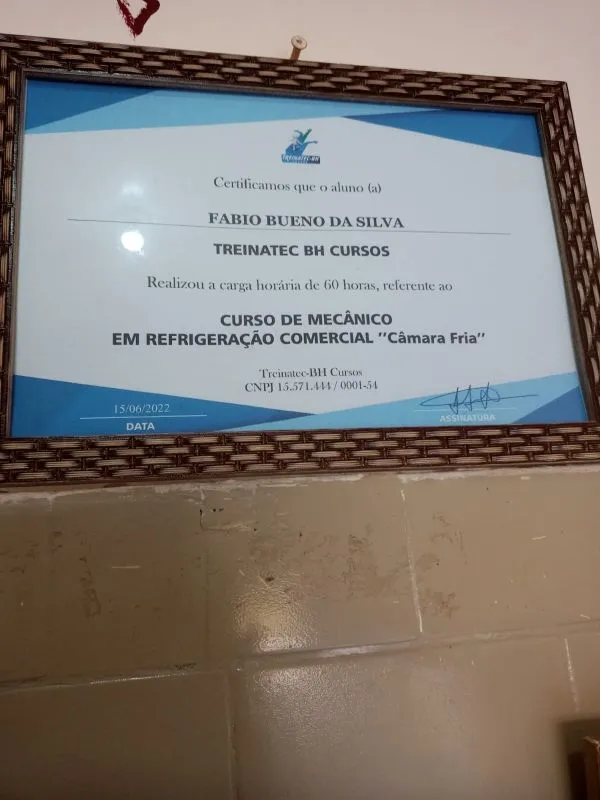 TREINATEC-BH
Certificamos que o aluno (a)
FABIO BUENO DA SILVA
TREINATEC BH CURSOS
Realizou a carga horária de 60 horas, referente ao
CURSO DE MECÂNICO
EM REFRIGERAÇÃO COMERCIAL "Câmara Fria"
Treinatec-BH Cursos
CNPJ 15.571.444 / 0001-54
15/06/2022
DATA
ASSINATURA